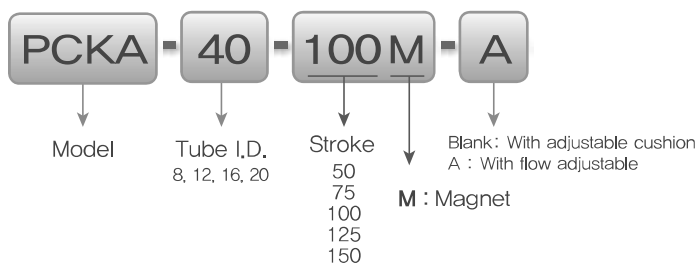 PCKA - 40 - 100 M - A
Model
Tube I.D.
8, 12, 16, 20
Stroke
50
75
100
125
150
M : Magnet
Blank : With adjustable cushion
A : With flow adjustable